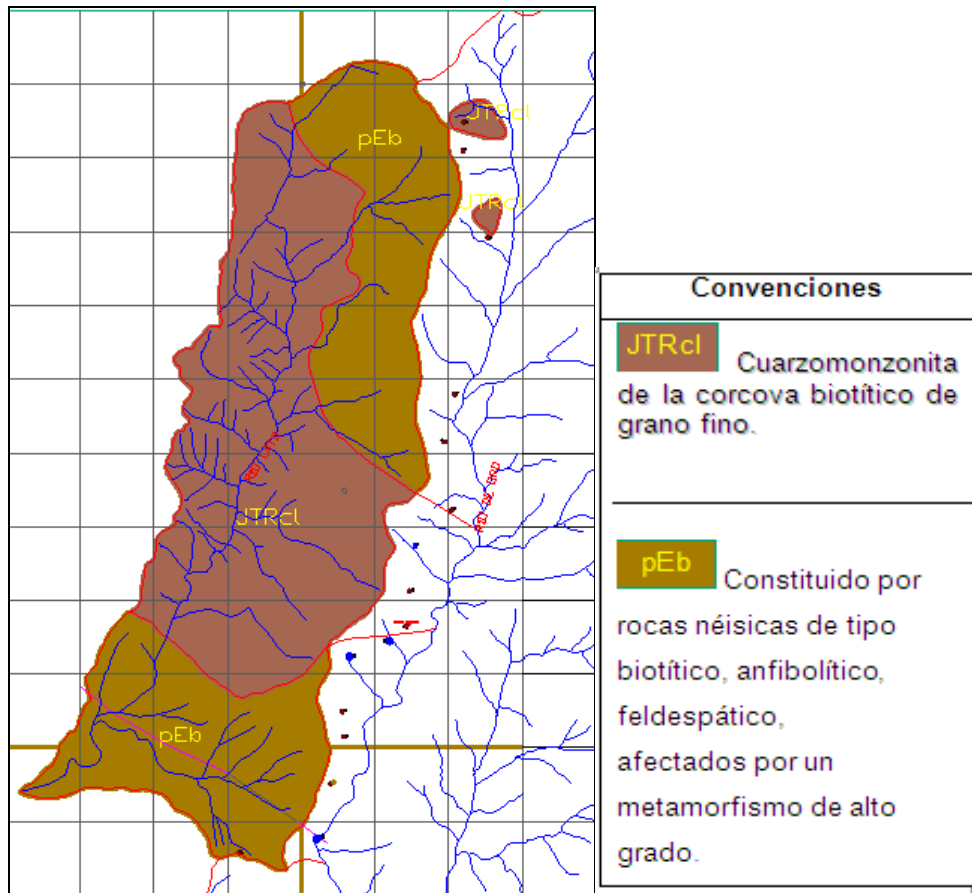 JTRcl
pEb
JTRcl
JTRcl
pEb
Convenciones
JTRcl Cuarzomonzonita
de la corcova biotítico de
grano fino.
pEb Constituido por
rocas néisicas de tipo
biotítico, anfibolítico,
feldespático,
afectados por un
metamorfismo de alto
grado.